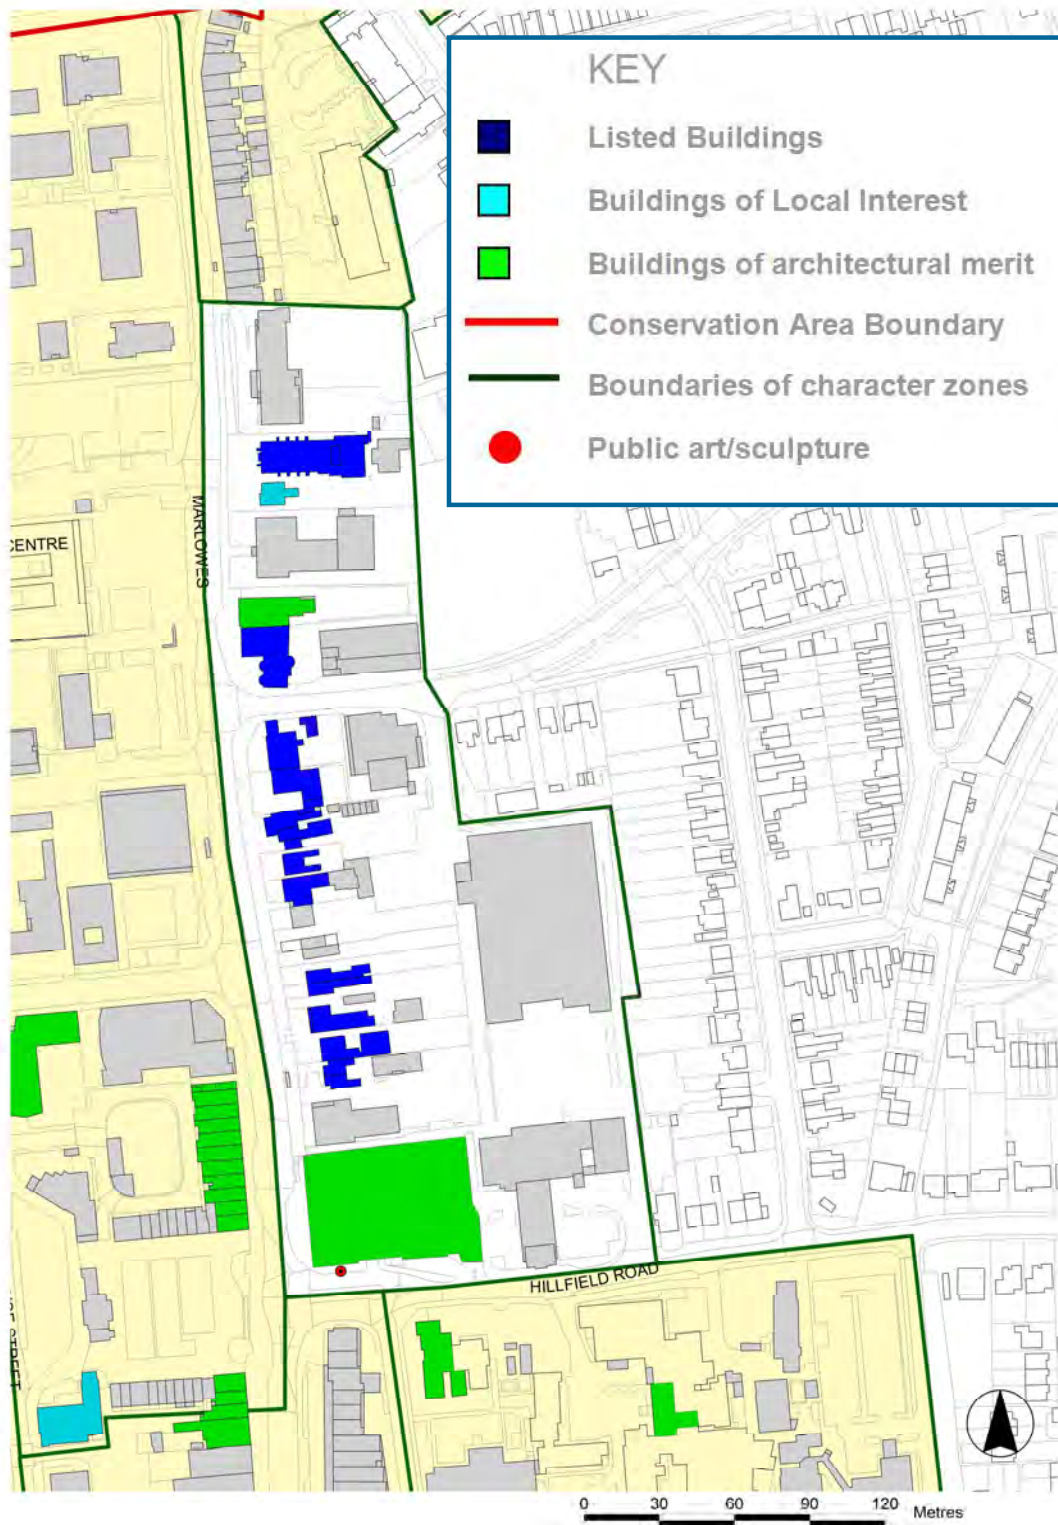 KEY
Listed Buildings
Buildings of Local Interest
Buildings of architectural merit
Conservation Area Boundary
Boundaries of character zones
Public art/sculpture
MARLOWES
CENTRE
HILLFIELD ROAD
STREET
0 30 60 90 120 Metres